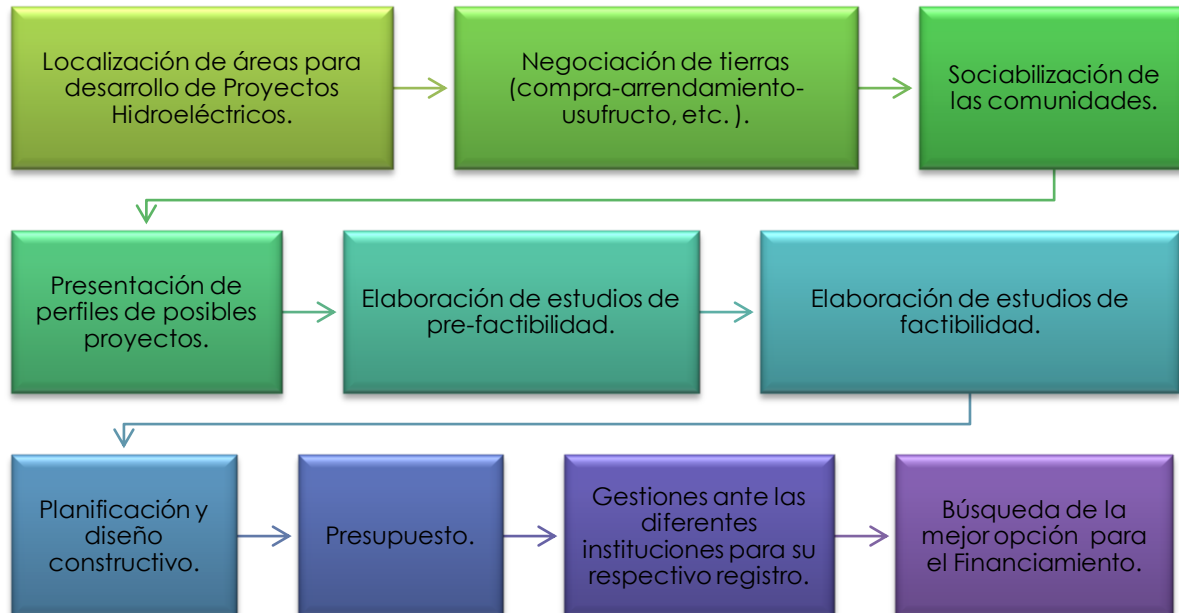 Localización de áreas para
desarrollo de Proyectos
Hidroeléctricos.
Negociación de tierras
(compra-arrendamiento-
usufructo, etc. ).
Sociabilización de
las comunidades.
Presentación de
perfiles de posibles
proyectos.
Elaboración de estudios de
pre-factibilidad.
Elaboración de estudios de
factibilidad.
Planificación y
diseño
constructivo.
Presupuesto.
Gestiones ante las
diferentes
instituciones para su
respectivo registro.
Búsqueda de la
mejor opción para
el Financiamiento.